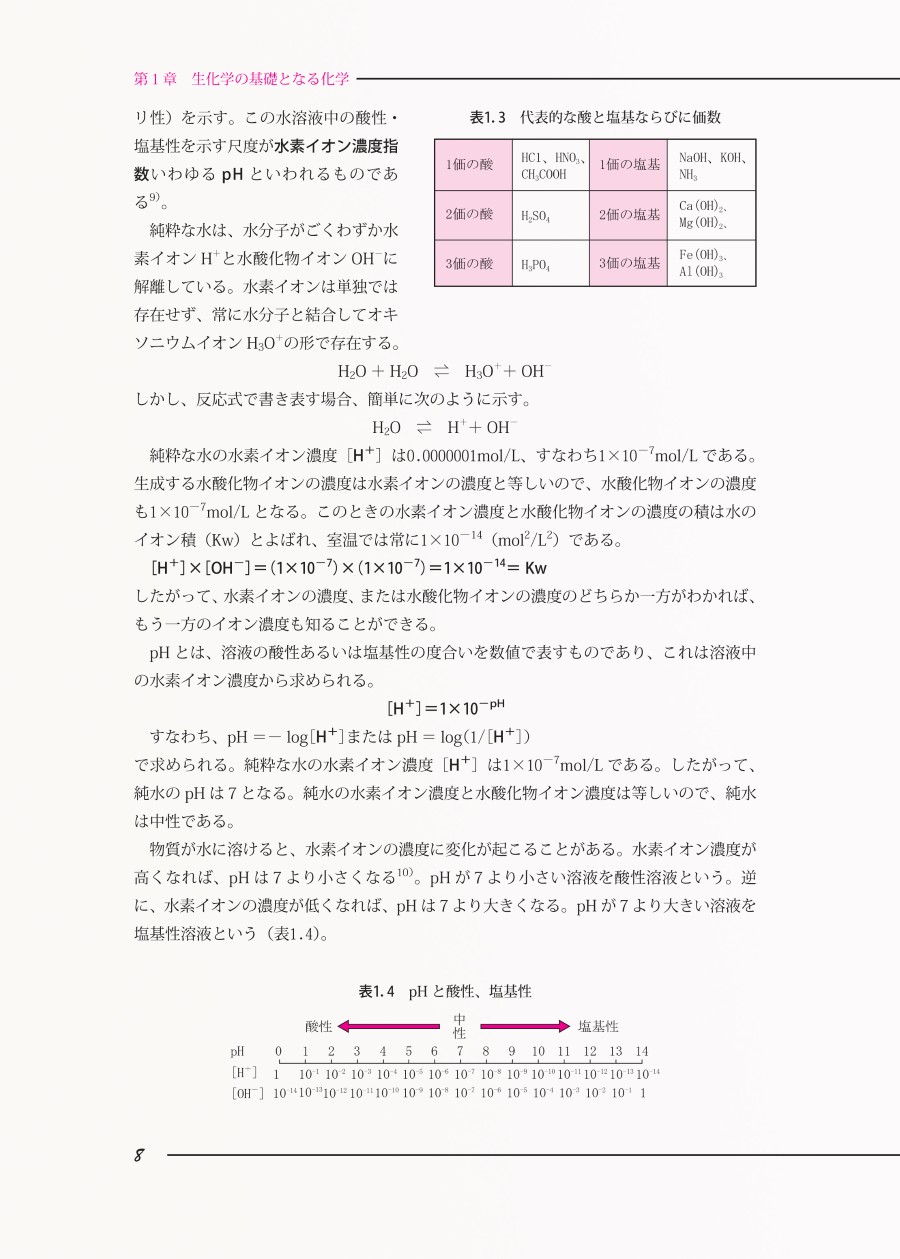 第1章　生化学の基礎となる化学
リ性）を示す。この水溶液中の酸性・
塩基性を示す尺度が水素イオン濃度指
数いわゆる pH といわれるものであ
る⁹⁾。
　純粋な水は、水分子がごくわずか水
素イオン H⁺と水酸化物イオン OH⁻に
解離している。水素イオンは単独では
存在せず、常に水分子と結合してオキ
ソニウムイオン H₃O⁺の形で存在する。
表1.3　代表的な酸と塩基ならびに価数
1価の酸　HCl、HNO₃、　1価の塩基　NaOH、KOH、
CH₃COOH　NH₃
2価の酸　H₂SO₄　2価の塩基　Ca(OH)₂、
Mg(OH)₂、
3価の酸　H₃PO₄　3価の塩基　Fe(OH)₃、
Al(OH)₃
H₂O + H₂O　⇌　H₃O⁺ + OH⁻
しかし、反応式で書き表す場合、簡単に次のように示す。
H₂O　⇌　H⁺ + OH⁻
　純粋な水の水素イオン濃度［H⁺］は0.0000001mol/L、すなわち1×10⁻⁷mol/L である。
生成する水酸化物イオンの濃度は水素イオンの濃度と等しいので、水酸化物イオンの濃度
も1×10⁻⁷mol/L となる。このときの水素イオン濃度と水酸化物イオンの濃度の積は水の
イオン積（Kw）とよばれ、室温では常に1×10⁻¹⁴（mol²/L²）である。
［H⁺］×［OH⁻］＝（1×10⁻⁷）×（1×10⁻⁷）＝1×10⁻¹⁴＝ Kw
したがって、水素イオンの濃度、または水酸化物イオンの濃度のどちらか一方がわかれば、
もう一方のイオン濃度も知ることができる。
　pH とは、溶液の酸性あるいは塩基性の度合いを数値で表すものであり、これは溶液中
の水素イオン濃度から求められる。
［H⁺］＝1×10⁻ᵖᴴ
　すなわち、pH ＝－ log［H⁺］または pH ＝ log（1/［H⁺］）
で求められる。純粋な水の水素イオン濃度［H⁺］は1×10⁻⁷mol/L である。したがって、
純水の pH は７となる。純水の水素イオン濃度と水酸化物イオン濃度は等しいので、純水
は中性である。
　物質が水に溶けると、水素イオンの濃度に変化が起こることがある。水素イオン濃度が
高くなれば、pH は７より小さくなる¹⁰⁾。pH が７より小さい溶液を酸性溶液という。逆
に、水素イオンの濃度が低くなれば、pH は７より大きくなる。pH が７より大きい溶液を
塩基性溶液という（表1.4）。
表1.4　pH と酸性、塩基性
酸性　中性　塩基性
pH　0　1　2　3　4　5　6　7　8　9　10　11　12　13　14
［H⁺］　1　10⁻¹　10⁻²　10⁻³　10⁻⁴　10⁻⁵　10⁻⁶　10⁻⁷　10⁻⁸　10⁻⁹　10⁻¹⁰　10⁻¹¹　10⁻¹²　10⁻¹³　10⁻¹⁴
［OH⁻］　10⁻¹⁴　10⁻¹³　10⁻¹²　10⁻¹¹　10⁻¹⁰　10⁻⁹　10⁻⁸　10⁻⁷　10⁻⁶　10⁻⁵　10⁻⁴　10⁻³　10⁻²　10⁻¹　1
8